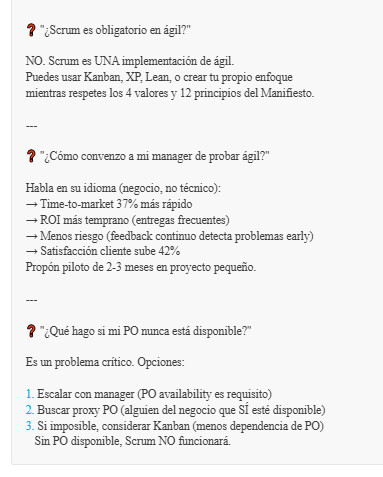 ❓ "¿Scrum es obligatorio en ágil?"
NO. Scrum es UNA implementación de ágil.
Puedes usar Kanban, XP, Lean, o crear tu propio enfoque
mientras respetes los 4 valores y 12 principios del Manifiesto.
---
❓ "¿Cómo convenzo a mi manager de probar ágil?"
Habla en su idioma (negocio, no técnico):
→ Time-to-market 37% más rápido
→ ROI más temprano (entregas frecuentes)
→ Menos riesgo (feedback continuo detecta problemas early)
→ Satisfacción cliente sube 42%
Propón piloto de 2-3 meses en proyecto pequeño.
---
❓ "¿Qué hago si mi PO nunca está disponible?"
Es un problema crítico. Opciones:
1. Escalar con manager (PO availability es requisito)
2. Buscar proxy PO (alguien del negocio que SÍ esté disponible)
3. Si imposible, considerar Kanban (menos dependencia de PO)
Sin PO disponible, Scrum NO funcionará.